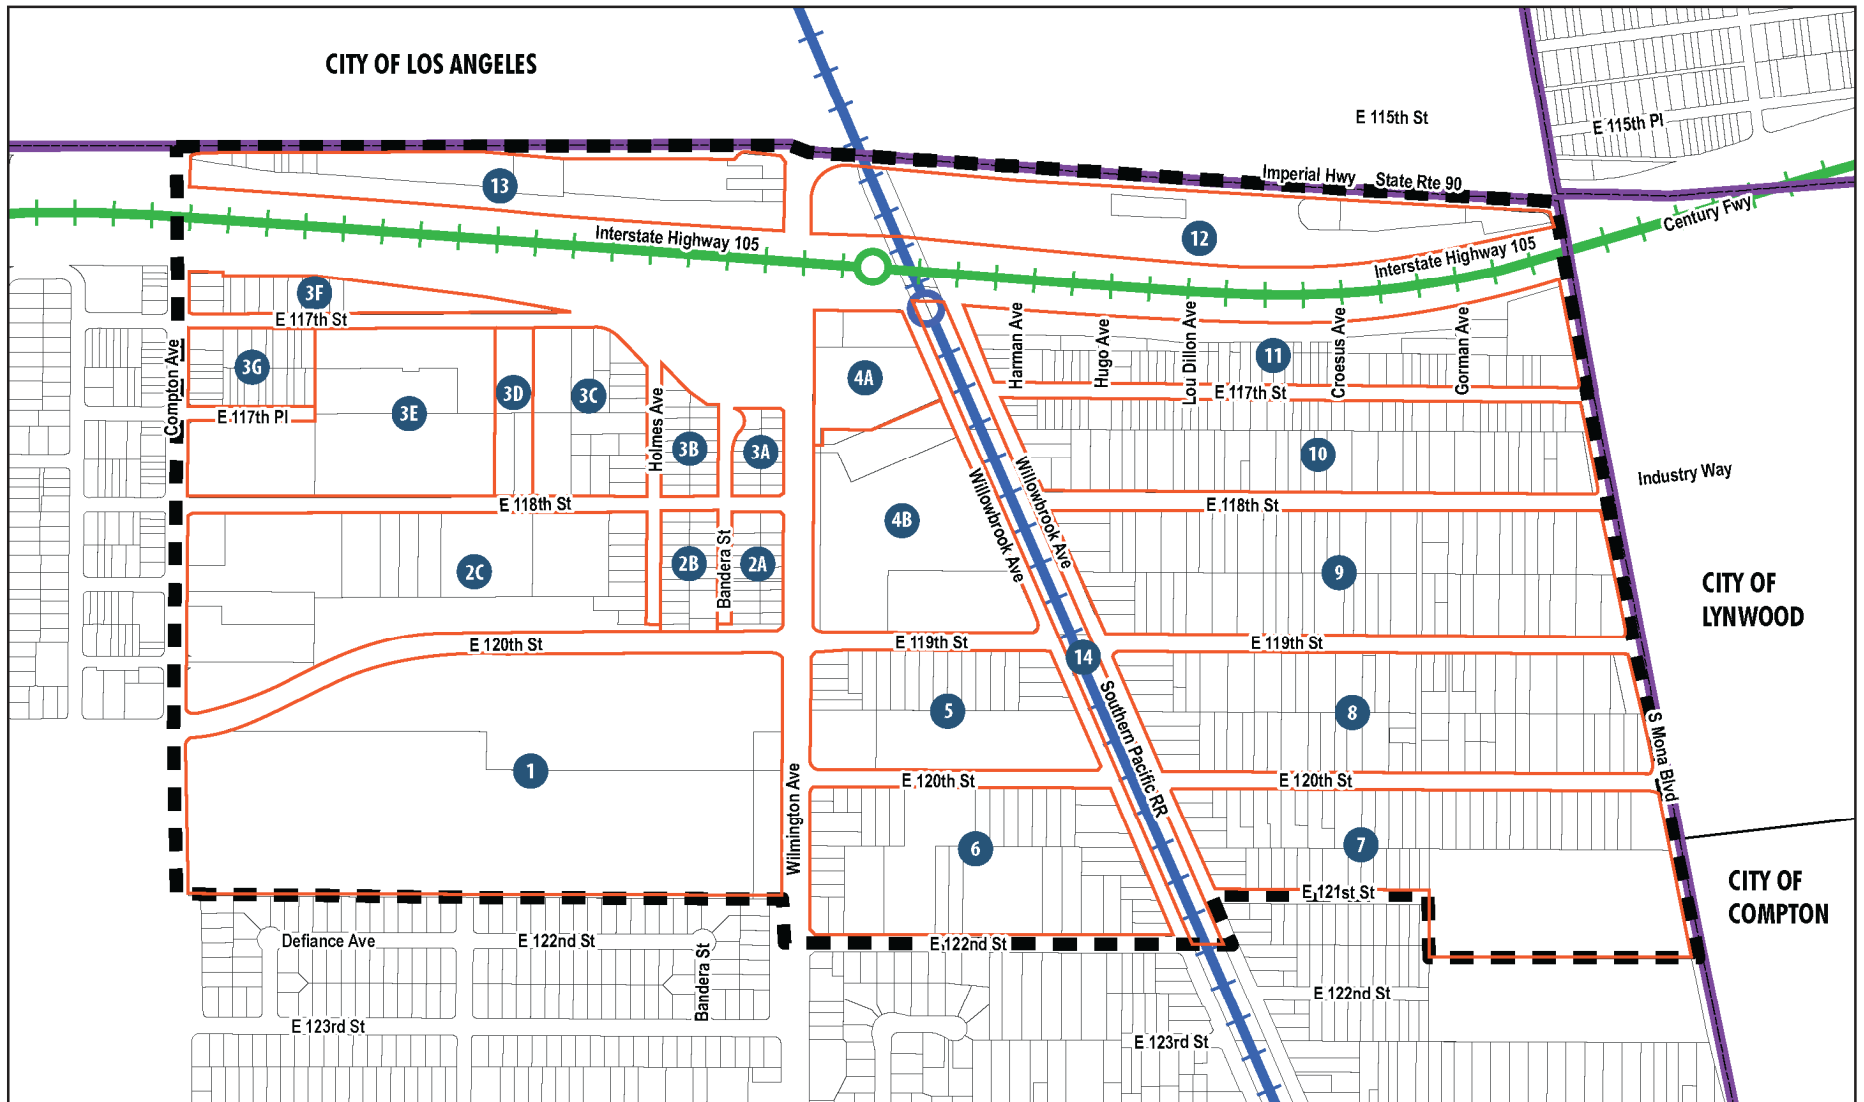 CITY OF LOS ANGELES
E 115th St
E 115th Pl
Imperial Hwy
State Rte 90
13
Century Fwy
Interstate Highway 105
12
Interstate Highway 105
3F
E 117th St
Harman Ave
Hugo Ave
Lou Dillon Ave
Croesus Ave
Gorman Ave
11
Compton Ave
3G
4A
3D
3C
E 117th St
E 117th Pl
3E
Holmes Ave
3B
3A
10
Industry Way
Willowbrook Ave
Willowbrook Ave
E 118th St
E 118th St
4B
2C
2B
Bandera St
2A
9
CITY OF
LYNWOOD
E 120th St
E 119th St
E 119th St
14
5
8
Southern Pacific RR
S Mona Blvd
1
Wilmington Ave
E 120th St
E 120th St
6
7
E 121st St
CITY OF
COMPTON
Defiance Ave
E 122nd St
E 122nd St
Bandera St
E 122nd St
E 123rd St
E 123rd St